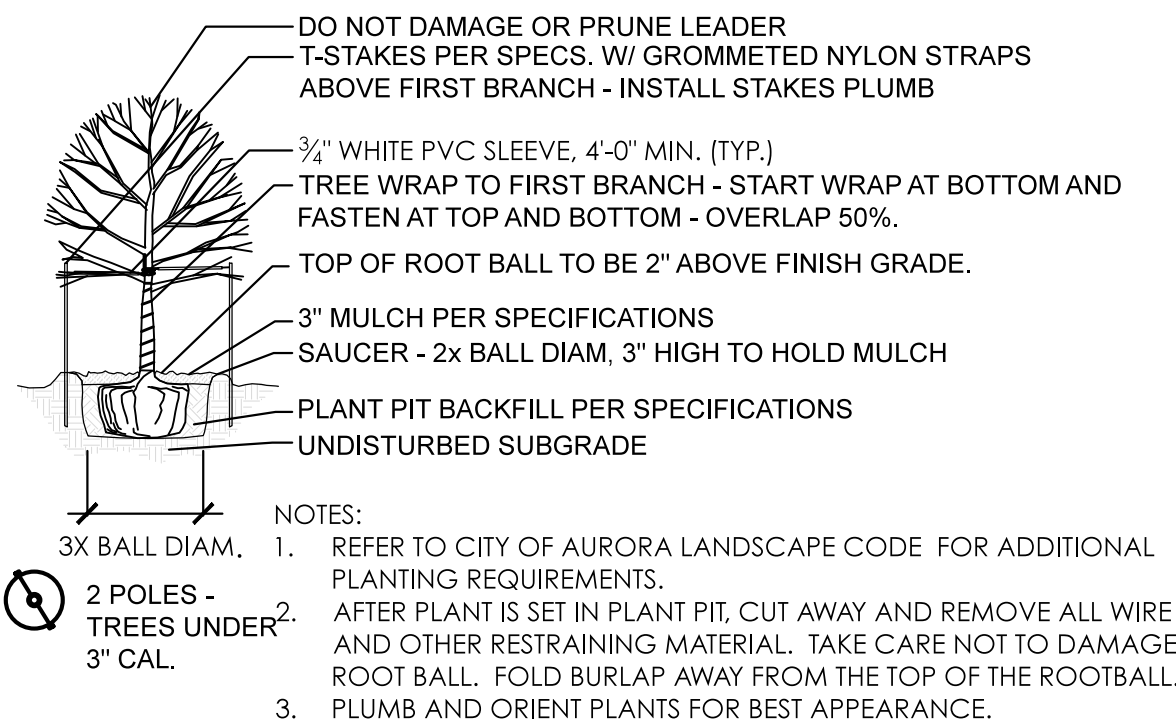 DO NOT DAMAGE OR PRUNE LEADER
T-STAKES PER SPECS. W/ GROMMETED NYLON STRAPS
ABOVE FIRST BRANCH - INSTALL STAKES PLUMB
¾" WHITE PVC SLEEVE, 4'-0" MIN. (TYP.)
TREE WRAP TO FIRST BRANCH - START WRAP AT BOTTOM AND
FASTEN AT TOP AND BOTTOM - OVERLAP 50%.
TOP OF ROOT BALL TO BE 2" ABOVE FINISH GRADE.
3" MULCH PER SPECIFICATIONS
SAUCER - 2x BALL DIAM, 3" HIGH TO HOLD MULCH
PLANT PIT BACKFILL PER SPECIFICATIONS
UNDISTURBED SUBGRADE
3X BALL DIAM.
2 POLES -
TREES UNDER
3" CAL.
NOTES:
1. REFER TO CITY OF AURORA LANDSCAPE CODE FOR ADDITIONAL
PLANTING REQUIREMENTS.
2. AFTER PLANT IS SET IN PLANT PIT, CUT AWAY AND REMOVE ALL WIRE
AND OTHER RESTRAINING MATERIAL. TAKE CARE NOT TO DAMAGE
ROOT BALL. FOLD BURLAP AWAY FROM THE TOP OF THE ROOTBALL.
3. PLUMB AND ORIENT PLANTS FOR BEST APPEARANCE.